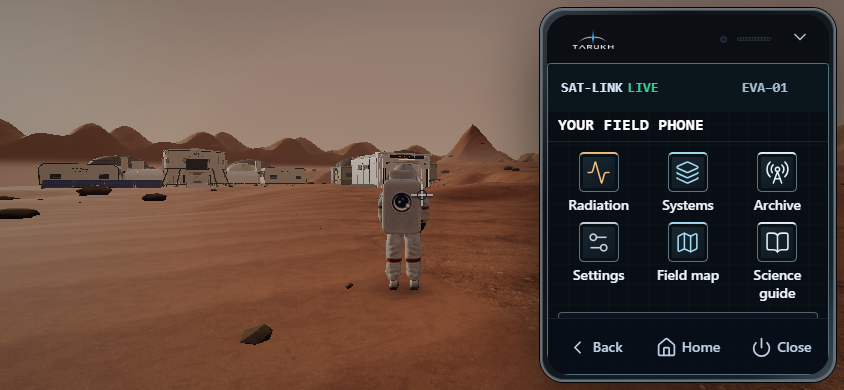 TARUKH
SAT-LINK LIVE EVA-01
YOUR FIELD PHONE
Radiation Systems Archive
Settings Field map Science guide
Back Home Close